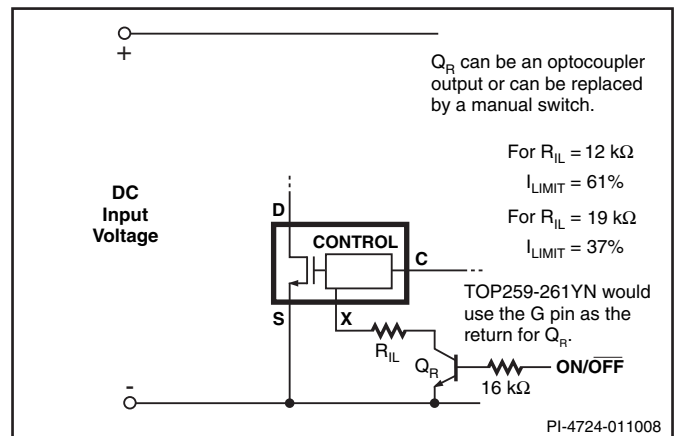 +
Q_R can be an optocoupler
output or can be replaced
by a manual switch.
For R_IL = 12 kΩ
I_LIMIT = 61%
For R_IL = 19 kΩ
I_LIMIT = 37%
DC
Input
Voltage
D
CONTROL
C
TOP259-261YN would
use the G pin as the
return for Q_R.
S
X
R_IL
Q_R
ON/O̅F̅F̅
16 kΩ
-
PI-4724-011008